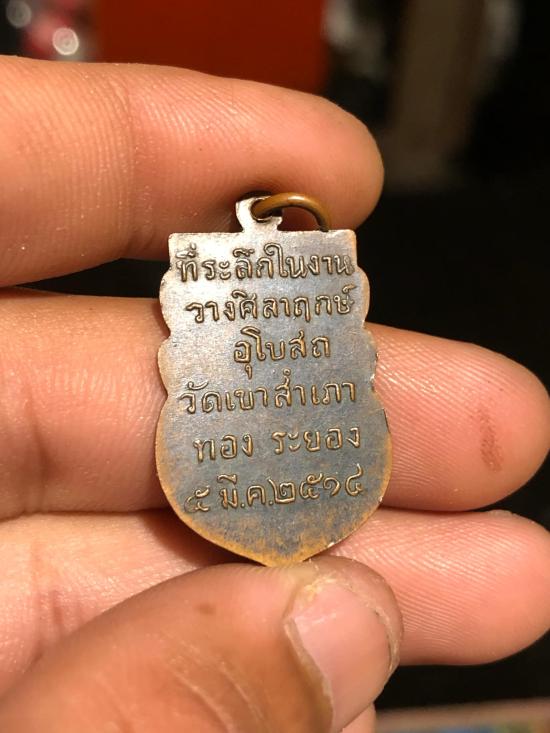 ที่ระลึกในงาน
วางศิลาฤกษ์
อุโบสถ
วัดเขาสำเภา
ทอง ระยอง
๕ มี.ค.๒๕๑๔